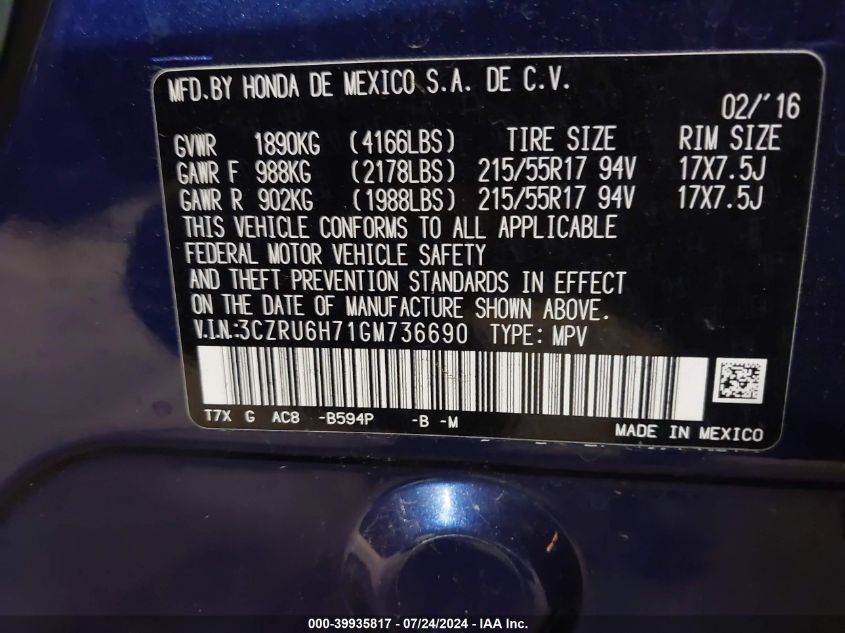 MFD.BY HONDA DE MEXICO S.A. DE C.V.
02/'16
GVWR 1890KG (4166LBS) TIRE SIZE RIM SIZE
GAWR F 988KG (2178LBS) 215/55R17 94V 17X7.5J
GAWR R 902KG (1988LBS) 215/55R17 94V 17X7.5J
THIS VEHICLE CONFORMS TO ALL APPLICABLE
FEDERAL MOTOR VEHICLE SAFETY
AND THEFT PREVENTION STANDARDS IN EFFECT
ON THE DATE OF MANUFACTURE SHOWN ABOVE.
V.I.N.:3CZRU6H71GM736690 TYPE: MPV
T7X G AC8 -B594P -B -M
MADE IN MEXICO
000-39935817 - 07/24/2024 - IAA Inc.